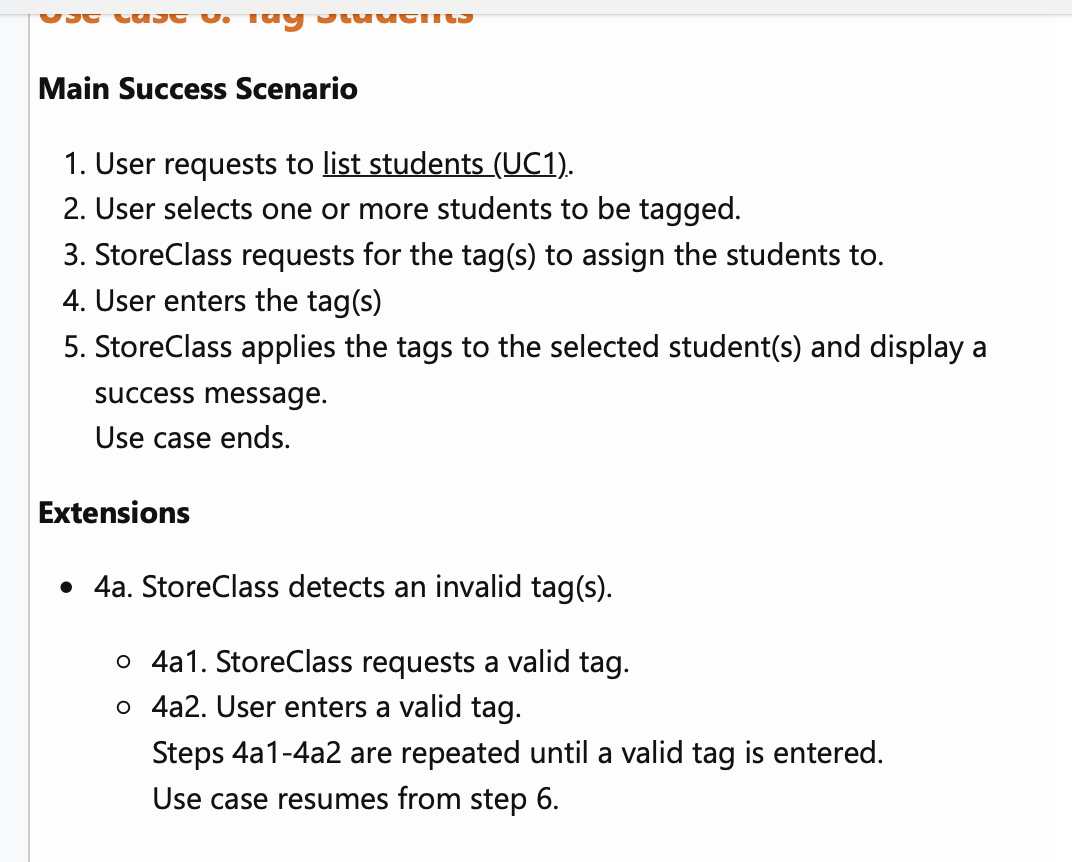 Use case 6: Tag Students
Main Success Scenario
1. User requests to list students (UC1).
2. User selects one or more students to be tagged.
3. StoreClass requests for the tag(s) to assign the students to.
4. User enters the tag(s)
5. StoreClass applies the tags to the selected student(s) and display a
success message.
Use case ends.
Extensions
• 4a. StoreClass detects an invalid tag(s).
○ 4a1. StoreClass requests a valid tag.
○ 4a2. User enters a valid tag.
Steps 4a1-4a2 are repeated until a valid tag is entered.
Use case resumes from step 6.